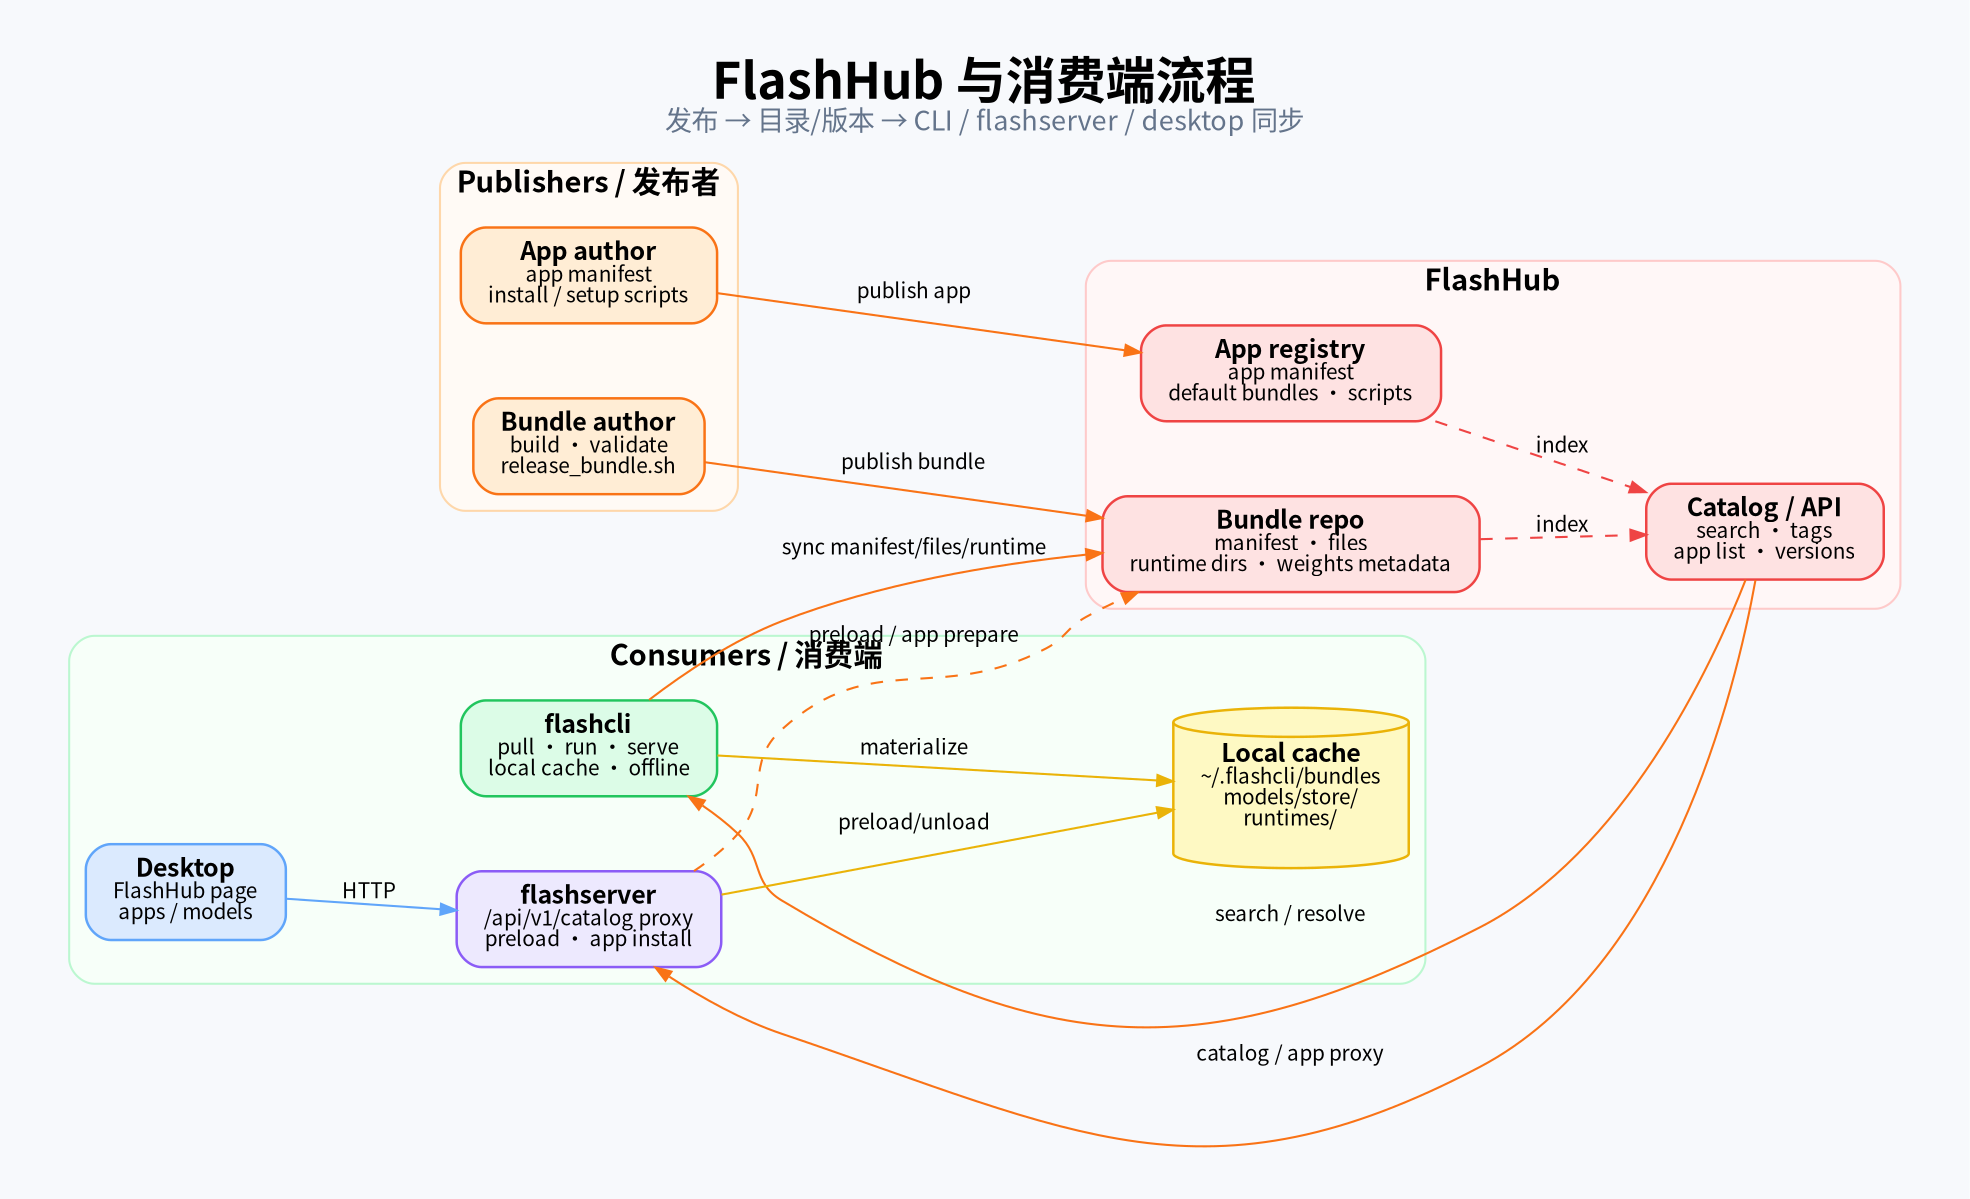 FlashHub 与消费端流程
发布 → 目录/版本 → CLI / flashserver / desktop 同步
Publishers / 发布者
App author
app manifest
install / setup scripts
publish app
Bundle author
build • validate
release_bundle.sh
publish bundle
FlashHub
App registry
app manifest
default bundles • scripts
index
Bundle repo
manifest • files
runtime dirs • weights metadata
index
Catalog / API
search • tags
app list • versions
sync manifest/files/runtime
preload / app prepare
Consumers / 消费端
flashcli
pull • run • serve
local cache • offline
materialize
Local cache
~/.flashcli/bundles
models/store/
runtimes/
preload/unload
Desktop
FlashHub page
apps / models
HTTP
flashserver
/api/v1/catalog proxy
preload • app install
search / resolve
catalog / app proxy